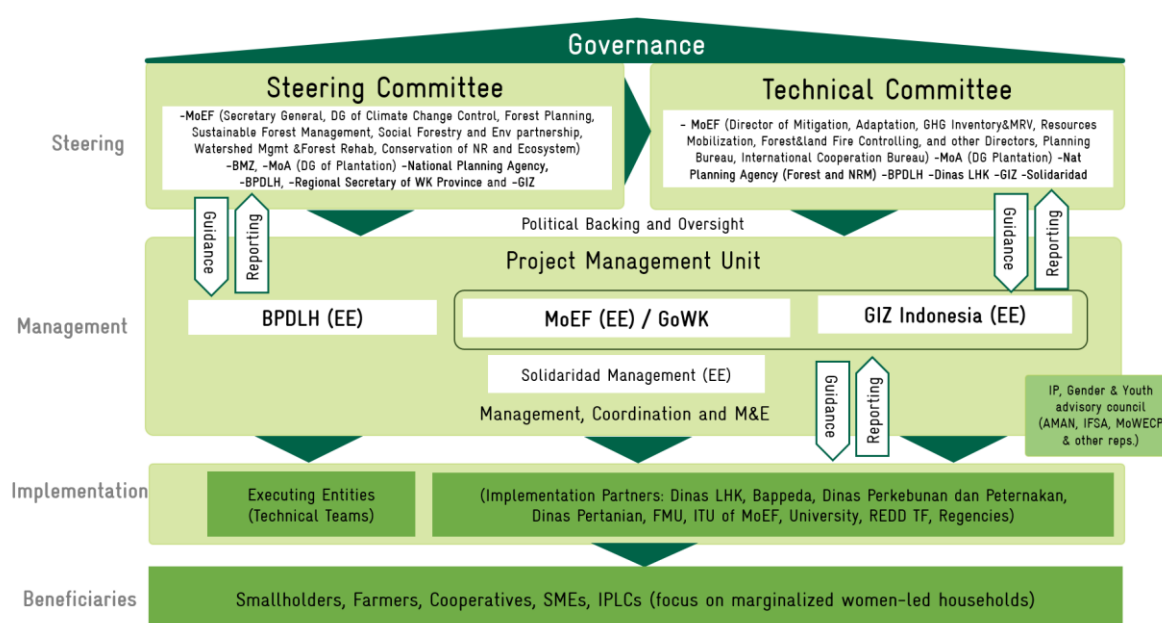 Governance
Steering
Steering Committee
-MoEF (Secretary General, DG of Climate Change Control, Forest Planning,
Sustainable Forest Management, Social Forestry and Env partnership,
Watershed Mgmt &Forest Rehab, Conservation of NR and Ecosystem)
-BMZ, -MoA (DG of Plantation) -National Planning Agency,
-BPDLH, -Regional Secretary of WK Province and -GIZ
Technical Committee
- MoEF (Director of Mitigation, Adaptation, GHG Inventory&MRV, Resources
Mobilization, Forest&land Fire Controlling, and other Directors, Planning
Bureau, International Cooperation Bureau) -MoA (DG Plantation) -Nat
Planning Agency (Forest and NRM) -BPDLH -Dinas LHK -GIZ -Solidaridad
Guidance
Reporting
Political Backing and Oversight
Guidance
Reporting
Management
Project Management Unit
BPDLH (EE)
MoEF (EE) / GoWK
GIZ Indonesia (EE)
Solidaridad Management (EE)
Management, Coordination and M&E
Guidance
Reporting
IP, Gender & Youth
advisory council
(AMAN, IFSA, MoWECP
& other reps.)
Implementation
Executing Entities
(Technical Teams)
(Implementation Partners: Dinas LHK, Bappeda, Dinas Perkebunan dan Peternakan,
Dinas Pertanian, FMU, ITU of MoEF, University, REDD TF, Regencies)
Beneficiaries
Smallholders, Farmers, Cooperatives, SMEs, IPLCs (focus on marginalized women-led households)